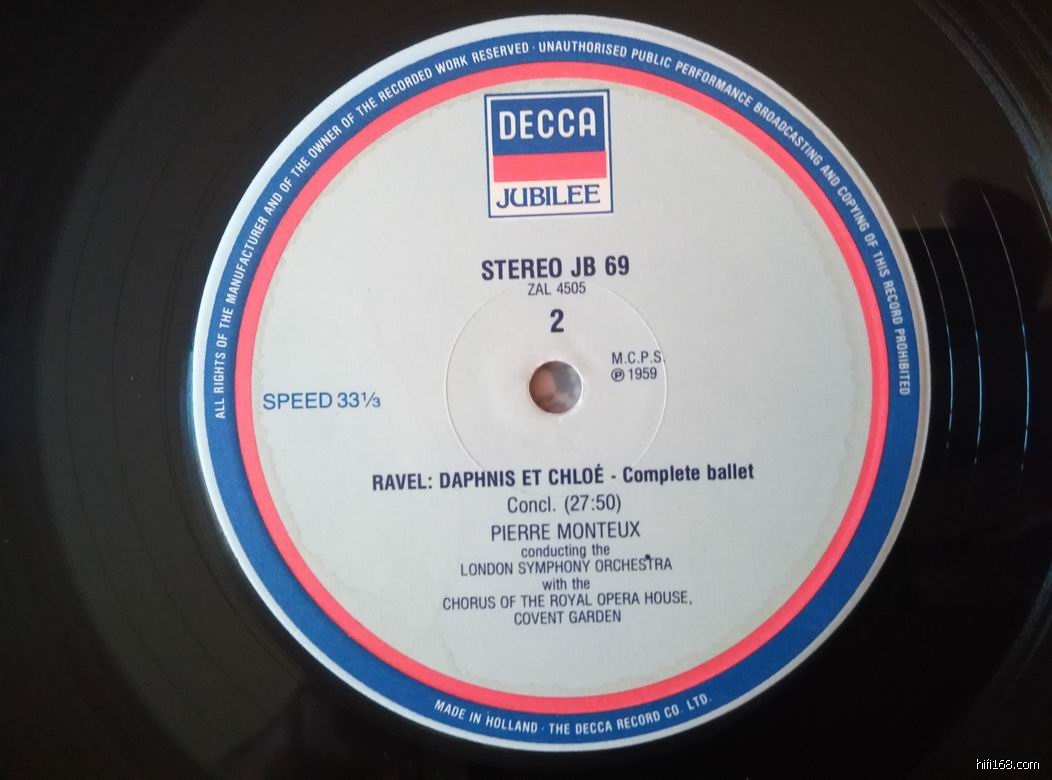 ALL RIGHTS OF THE MANUFACTURER AND OF THE OWNER OF THE RECORDED WORK RESERVED · UNAUTHORISED PUBLIC PERFORMANCE BROADCASTING AND COPYING OF THIS RECORD PROHIBITED
DECCA
JUBILEE
STEREO JB 69
ZAL 4505
2
M.C.P.S.
℗ 1959
SPEED 33⅓
RAVEL: DAPHNIS ET CHLOÉ - Complete ballet
Concl. (27:50)
PIERRE MONTEUX
conducting the
LONDON SYMPHONY ORCHESTRA
with the
CHORUS OF THE ROYAL OPERA HOUSE,
COVENT GARDEN
MADE IN HOLLAND · THE DECCA RECORD CO. LTD.
hifi168.com